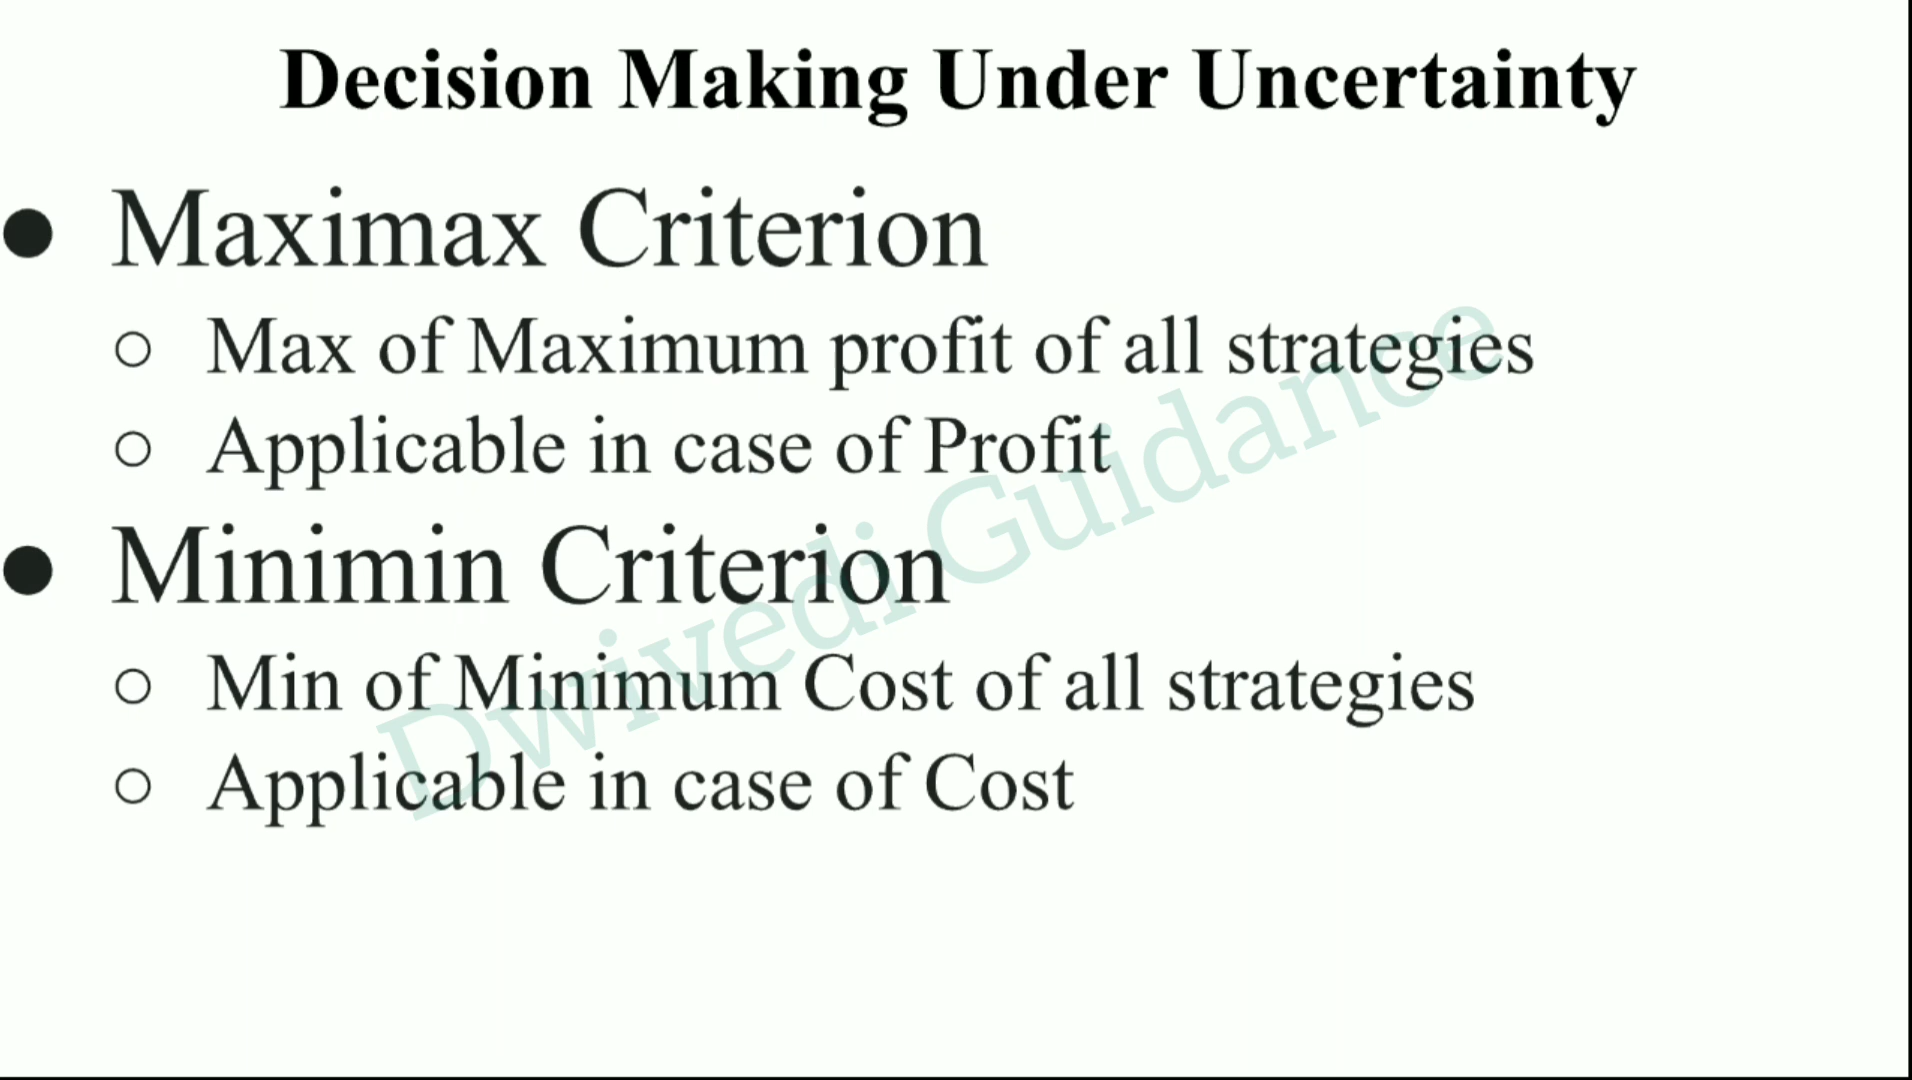 Decision Making Under Uncertainty
● Maximax Criterion
○ Max of Maximum profit of all strategies
○ Applicable in case of Profit
● Minimin Criterion
○ Min of Minimum Cost of all strategies
○ Applicable in case of Cost
Dwivedi Guidance